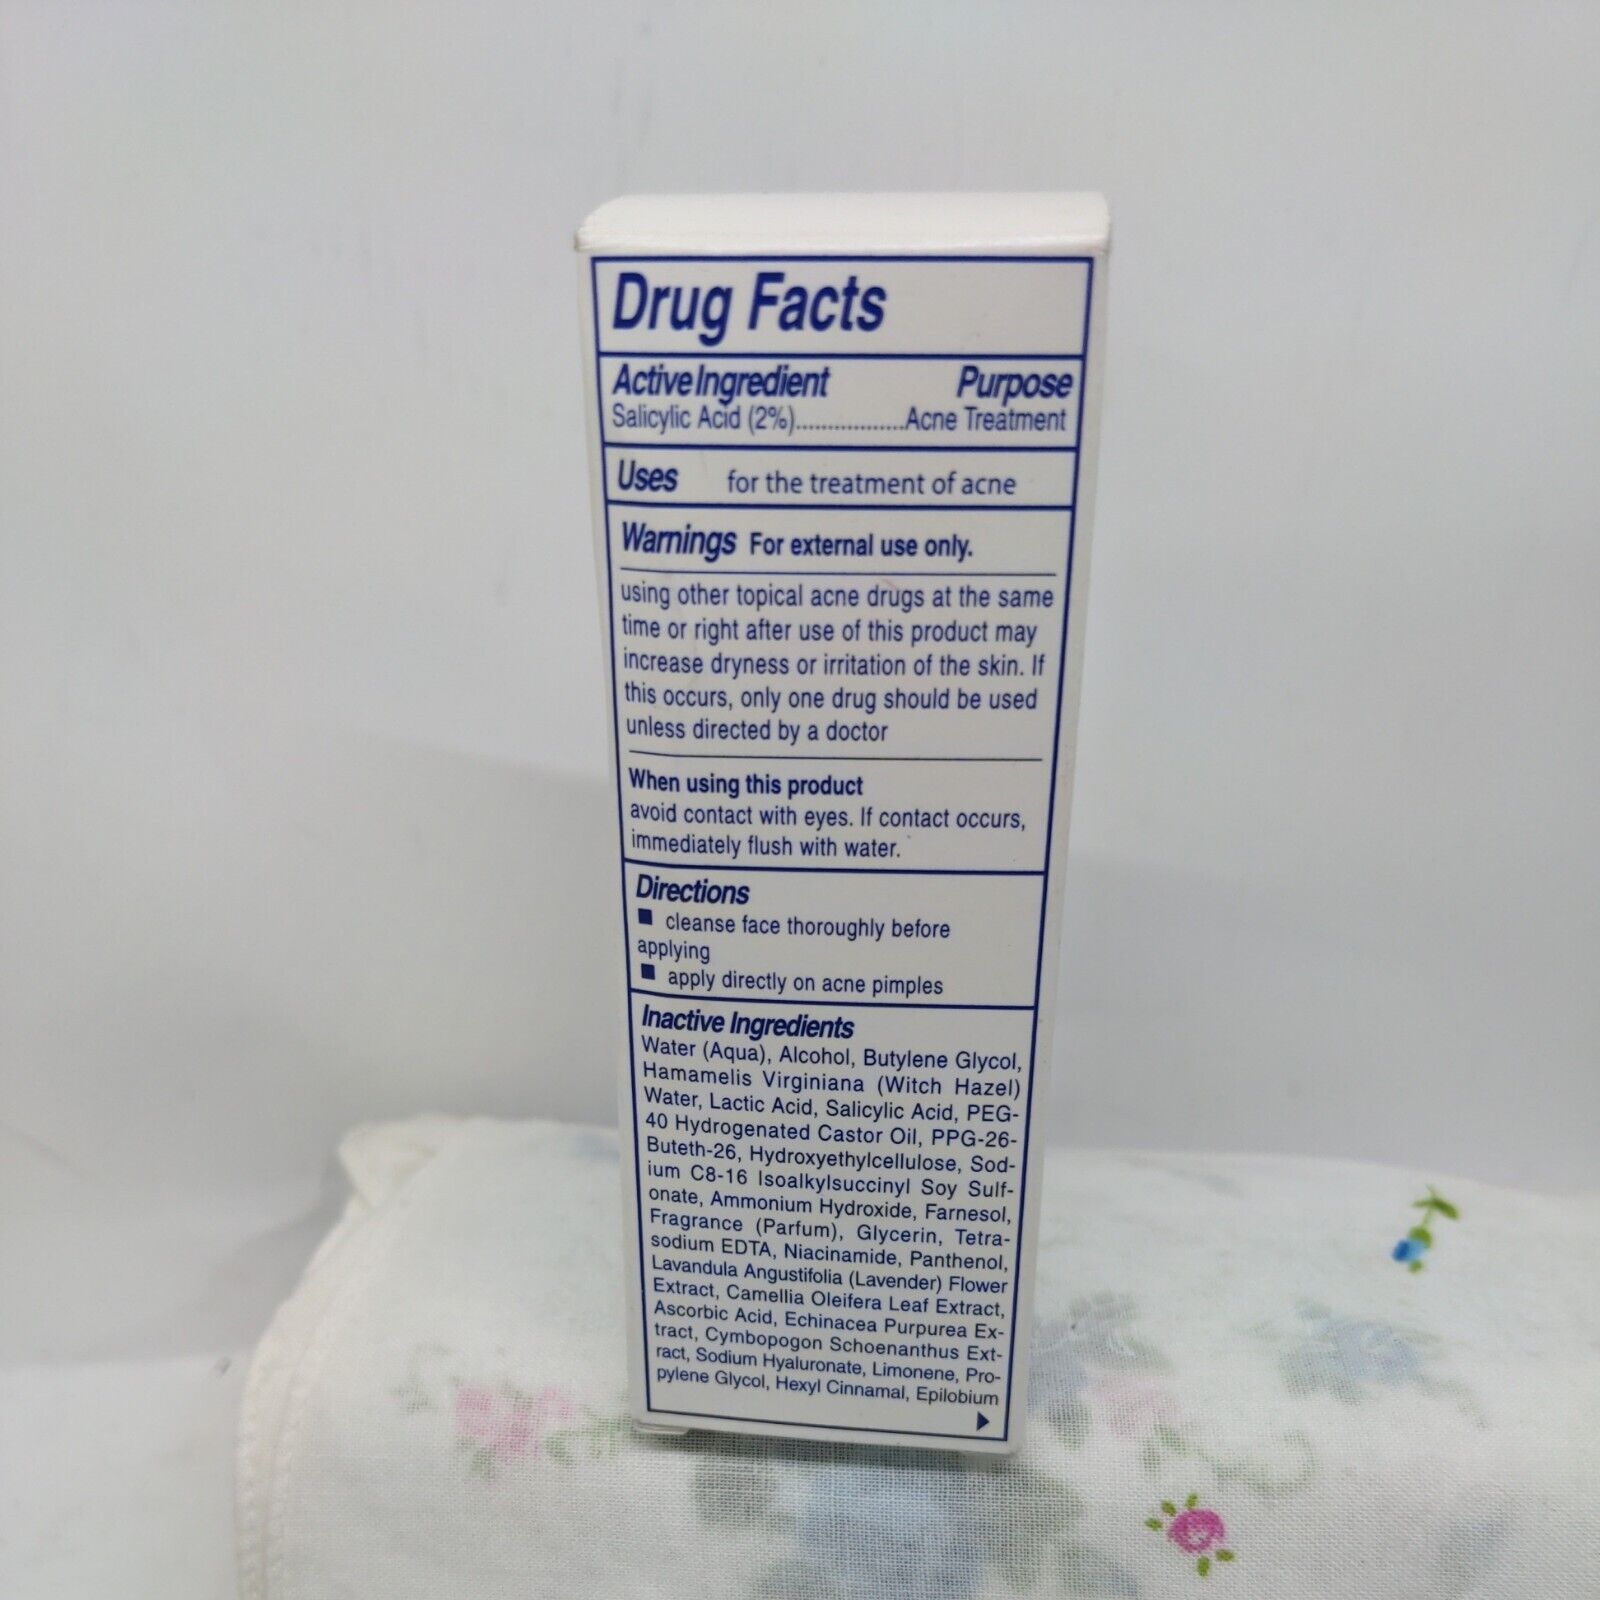 Drug Facts
Active Ingredient Purpose
Salicylic Acid (2%)..................Acne Treatment
Uses for the treatment of acne
Warnings For external use only.
using other topical acne drugs at the same
time or right after use of this product may
increase dryness or irritation of the skin. If
this occurs, only one drug should be used
unless directed by a doctor
When using this product
avoid contact with eyes. If contact occurs,
immediately flush with water.
Directions
■ cleanse face thoroughly before
applying
■ apply directly on acne pimples
Inactive Ingredients
Water (Aqua), Alcohol, Butylene Glycol,
Hamamelis Virginiana (Witch Hazel)
Water, Lactic Acid, Salicylic Acid, PEG-
40 Hydrogenated Castor Oil, PPG-26-
Buteth-26, Hydroxyethylcellulose, Sod-
ium C8-16 Isoalkylsuccinyl Soy Sulf-
onate, Ammonium Hydroxide, Farnesol,
Fragrance (Parfum), Glycerin, Tetra-
sodium EDTA, Niacinamide, Panthenol,
Lavandula Angustifolia (Lavender) Flower
Extract, Camellia Oleifera Leaf Extract,
Ascorbic Acid, Echinacea Purpurea Ex-
tract, Cymbopogon Schoenanthus Ext-
ract, Sodium Hyaluronate, Limonene, Pro-
pylene Glycol, Hexyl Cinnamal, Epilobium